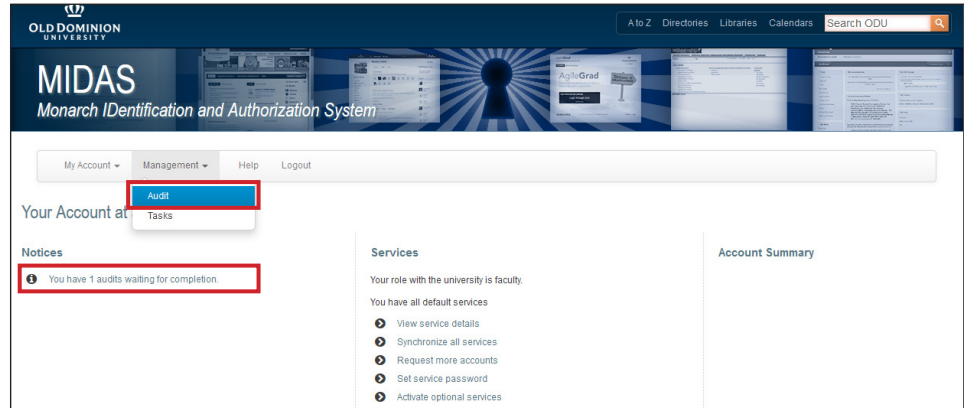 OLD DOMINION
UNIVERSITY
A to Z Directories Libraries Calendars Search ODU
MIDAS
Monarch IDentification and Authorization System
AgileGrad
My Account Management Help Logout
Audit
Tasks
Your Account at
Notices
You have 1 audits waiting for completion.
Services
Your role with the university is faculty.
You have all default services
View service details
Synchronize all services
Request more accounts
Set service password
Activate optional services
Account Summary